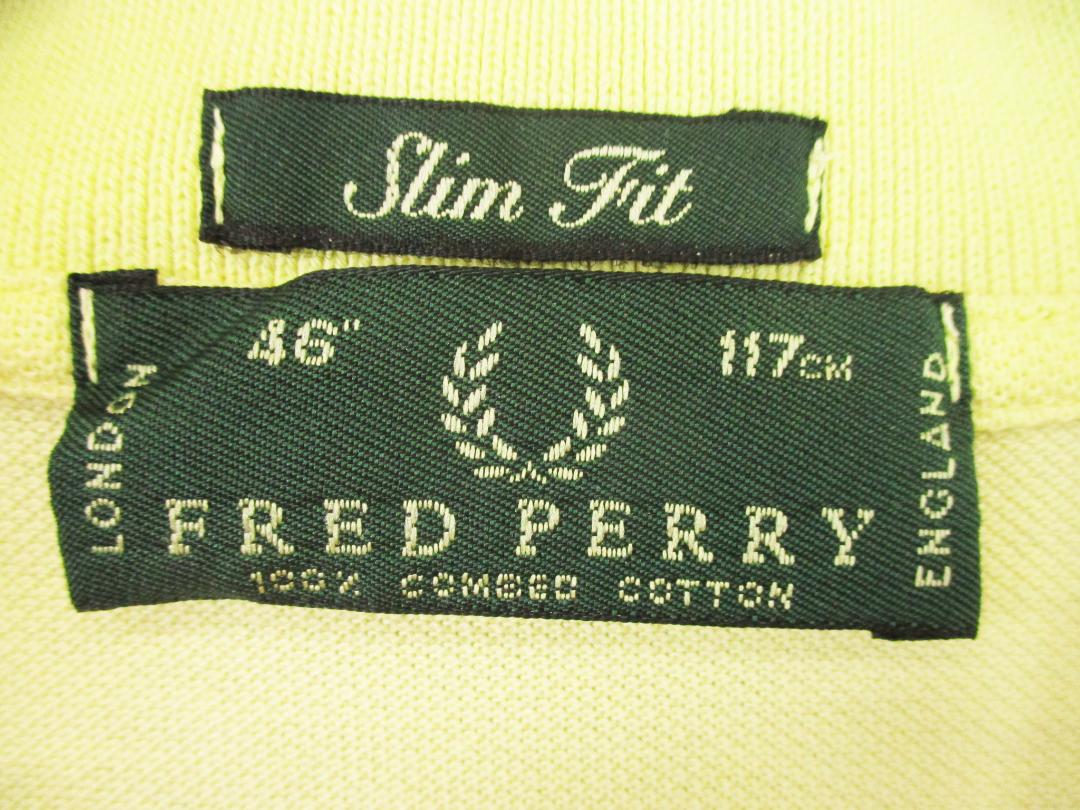 Slim Fit
46" 117CM
LONDON
FRED PERRY
ENGLAND
100% COMBED COTTON